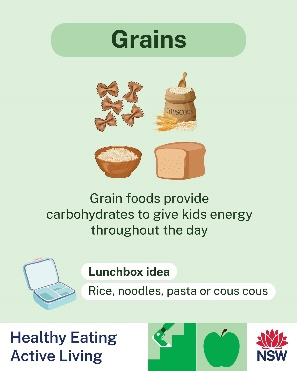 Grains
Grain foods provide
carbohydrates to give kids energy
throughout the day
Lunchbox idea
Rice, noodles, pasta or cous cous
Healthy Eating
Active Living
NSW